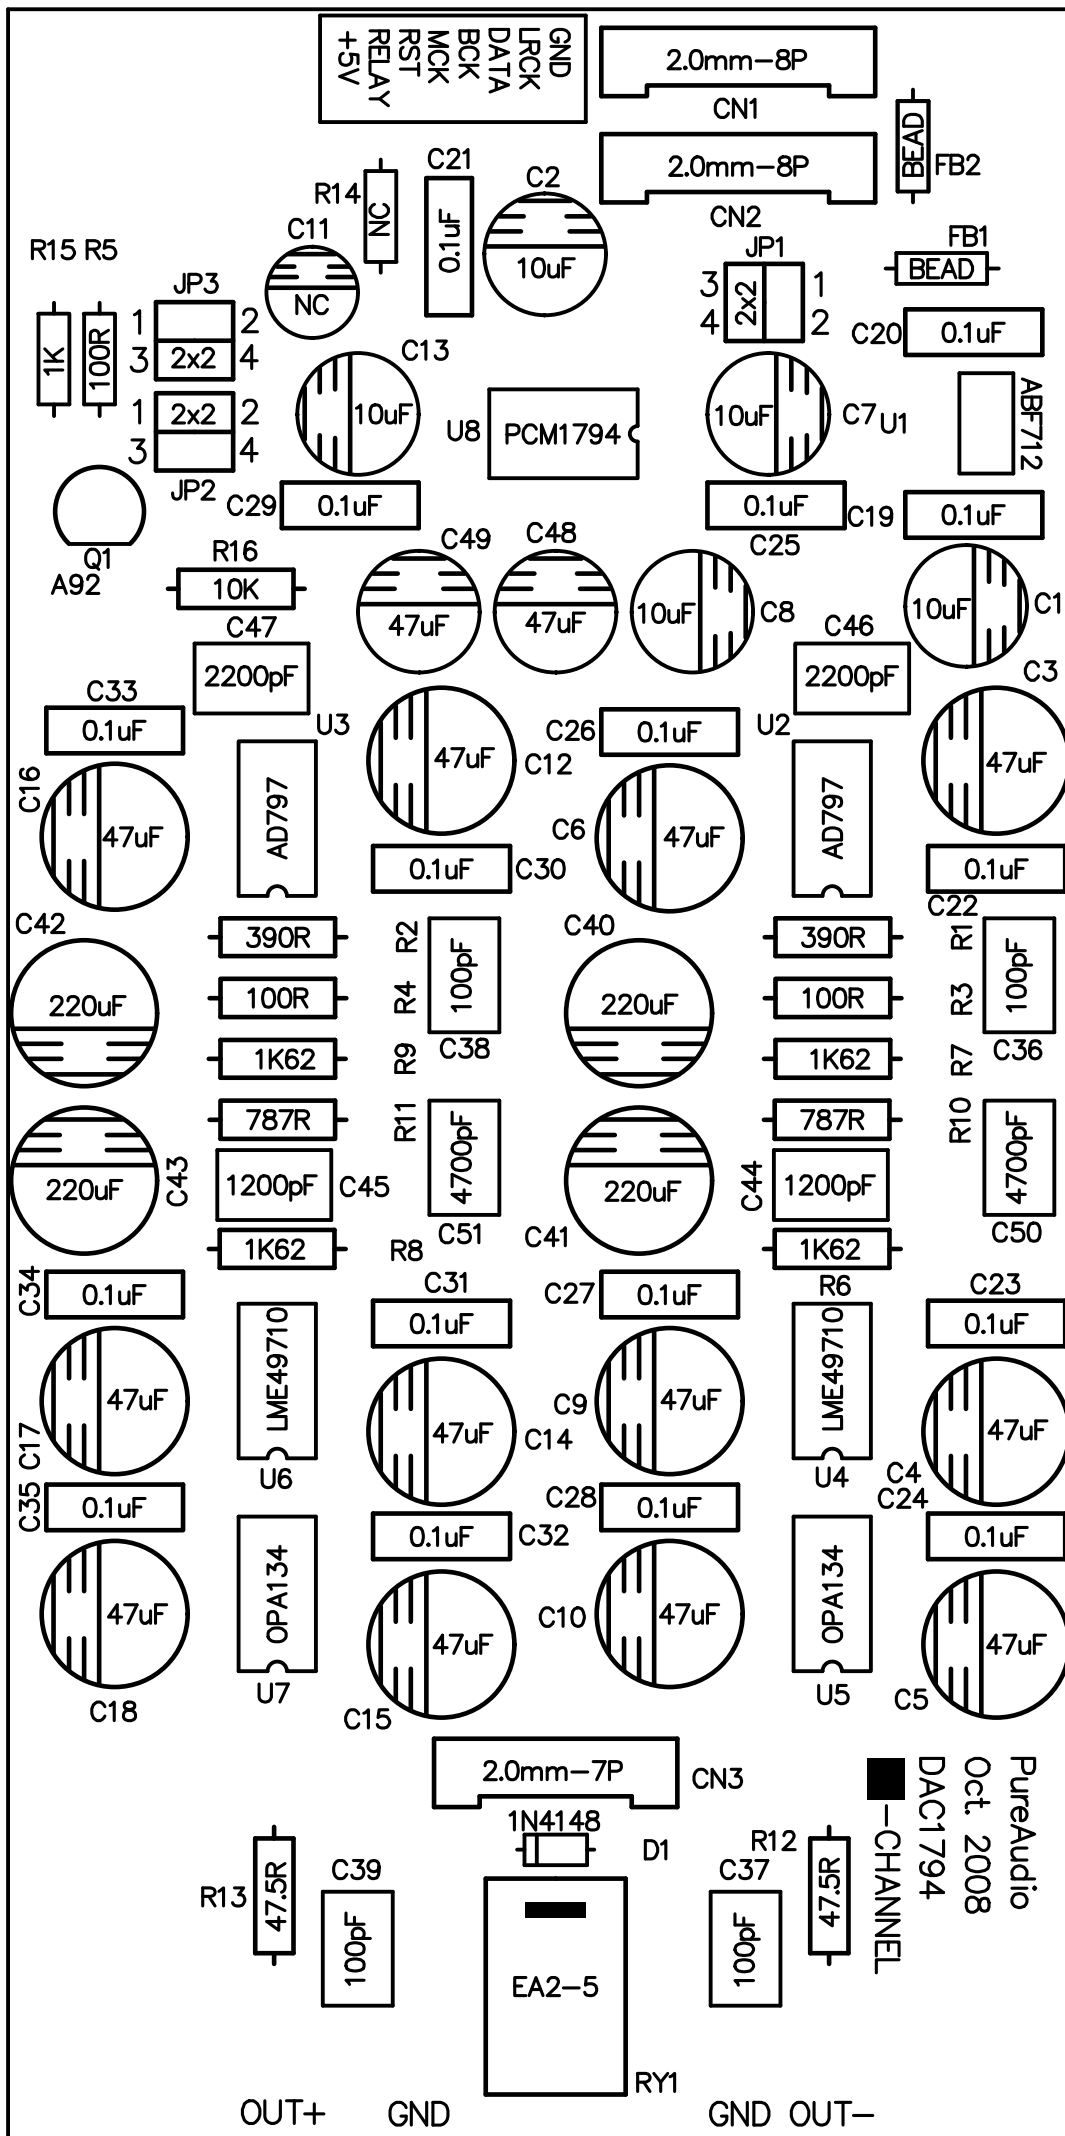 GND
LRCK
DATA
BCK
MCK
RST
RELAY
+5V
2.0mm-8P
CN1
2.0mm-8P
CN2
BEAD
FB2
C21
0.1uF
C2
10uF
R14
NC
C11
NC
R15 R5
1K
100R
JP3
1 2
3 2x2 4
1 2x2 2
3 4
JP2
JP1
3 1
4 2
2x2
FB1
BEAD
C20
0.1uF
C13
10uF
U8
PCM1794
10uF
C7
U1
ABF712
C29
0.1uF
0.1uF
C25
C19
0.1uF
Q1
A92
R16
10K
C49
47uF
C48
47uF
10uF
C8
10uF
C1
C47
2200pF
C46
2200pF
C33
0.1uF
U3
C26
0.1uF
U2
C3
47uF
C16
47uF
AD797
47uF
C12
C6
47uF
AD797
0.1uF
C30
0.1uF
C22
C42
220uF
390R
R2
100pF
C38
C40
220uF
390R
R1
100pF
C36
100R
R4
100R
R3
1K62
R9
1K62
R7
787R
R11
787R
R10
220uF
C43
1200pF
C45
4700pF
C51
220uF
C41
C44
1200pF
4700pF
C50
1K62
R8
1K62
R6
C34
0.1uF
C31
0.1uF
C27
0.1uF
C23
0.1uF
47uF
C17
LME49710
U6
47uF
C14
C9
47uF
LME49710
U4
47uF
C4
C35
0.1uF
0.1uF
C32
C28
0.1uF
C24
0.1uF
47uF
C18
OPA134
U7
47uF
C15
C10
47uF
OPA134
U5
47uF
C5
2.0mm-7P
CN3
1N4148
D1
PureAudio
Oct. 2008
DAC1794
-CHANNEL
R13
47.5R
C39
100pF
EA2-5
RY1
C37
100pF
R12
47.5R
OUT+ GND GND OUT-